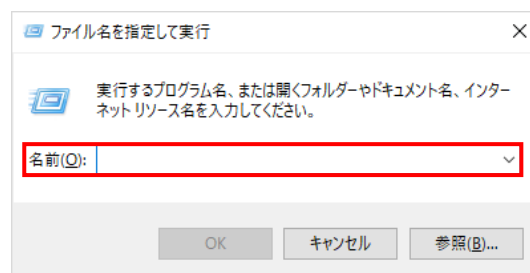 ファイル名を指定して実行
実行するプログラム名、または開くフォルダーやドキュメント名、インター
ネット リソース名を入力してください。
名前(O):
OK
キャンセル
参照(B)...